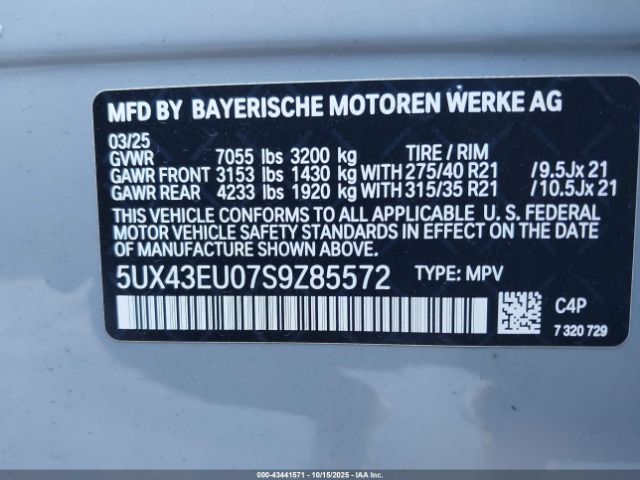 MFD BY BAYERISCHE MOTOREN WERKE AG
03/25
GVWR 7055 lbs 3200 kg TIRE / RIM
GAWR FRONT 3153 lbs 1430 kg WITH 275/40 R21 /9.5Jx 21
GAWR REAR 4233 lbs 1920 kg WITH 315/35 R21 /10.5Jx 21
THIS VEHICLE CONFORMS TO ALL APPLICABLE U. S. FEDERAL
MOTOR VEHICLE SAFETY STANDARDS IN EFFECT ON THE
DATE OF MANUFACTURE SHOWN ABOVE.
5UX43EU07S9Z85572 TYPE: MPV
C4P
7 320 729
000-43441571 - 10/15/2025 - IAAI.com